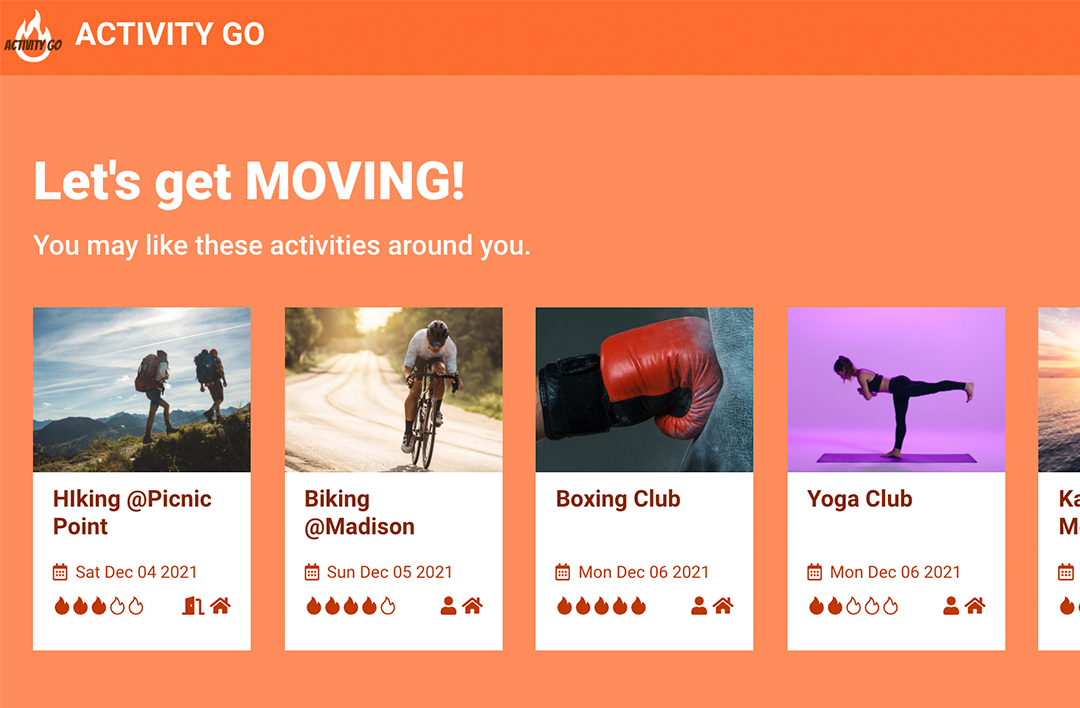 ACTIVITY GO
ACTIVITY GO
Let's get MOVING!
You may like these activities around you.
HIking @Picnic
Point
Sat Dec 04 2021
Biking
@Madison
Sun Dec 05 2021
Boxing Club
Mon Dec 06 2021
Yoga Club
Mon Dec 06 2021